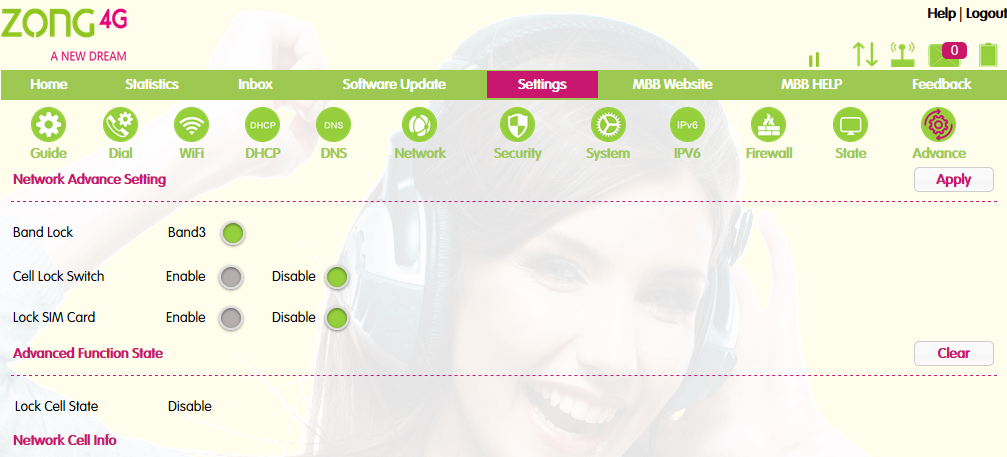 ZONG 4G
A NEW DREAM
Help | Logout
0
Home Statistics Inbox Software Update Settings MBB Website MBB HELP Feedback
DHCP DNS IPv6
Guide Dial WiFi DHCP DNS Network Security System IPV6 Firewall State Advance
Network Advance Setting Apply
Band Lock Band3
Cell Lock Switch Enable Disable
Lock SIM Card Enable Disable
Advanced Function State Clear
Lock Cell State Disable
Network Cell Info